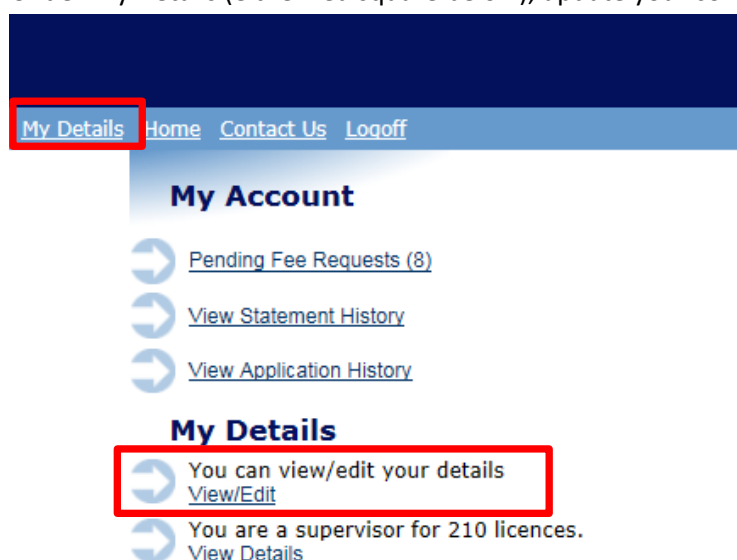 My Details Home Contact Us Logoff
My Account
Pending Fee Requests (8)
View Statement History
View Application History
My Details
You can view/edit your details
View/Edit
You are a supervisor for 210 licences.
View Details